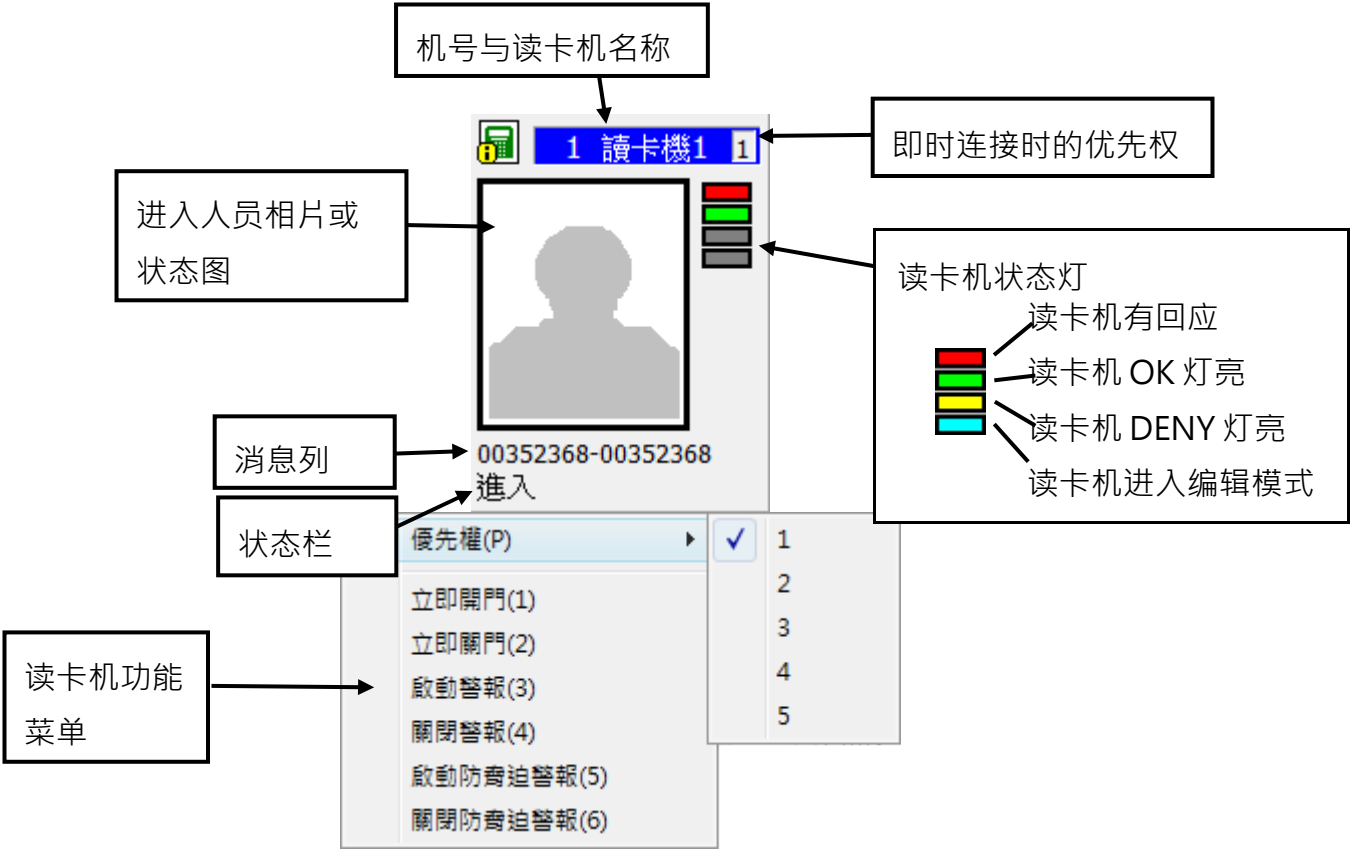 机号与读卡机名称
1 讀卡機1 1
即时连接时的优先权
进入人员相片或
状态图
读卡机状态灯
读卡机有回应
读卡机 OK 灯亮
读卡机 DENY 灯亮
读卡机进入编辑模式
消息列
00352368-00352368
進入
状态栏
優先權(P)
1
2
3
4
5
立即開門(1)
立即關門(2)
啟動警報(3)
關閉警報(4)
啟動防脅迫警報(5)
關閉防脅迫警報(6)
读卡机功能
菜单